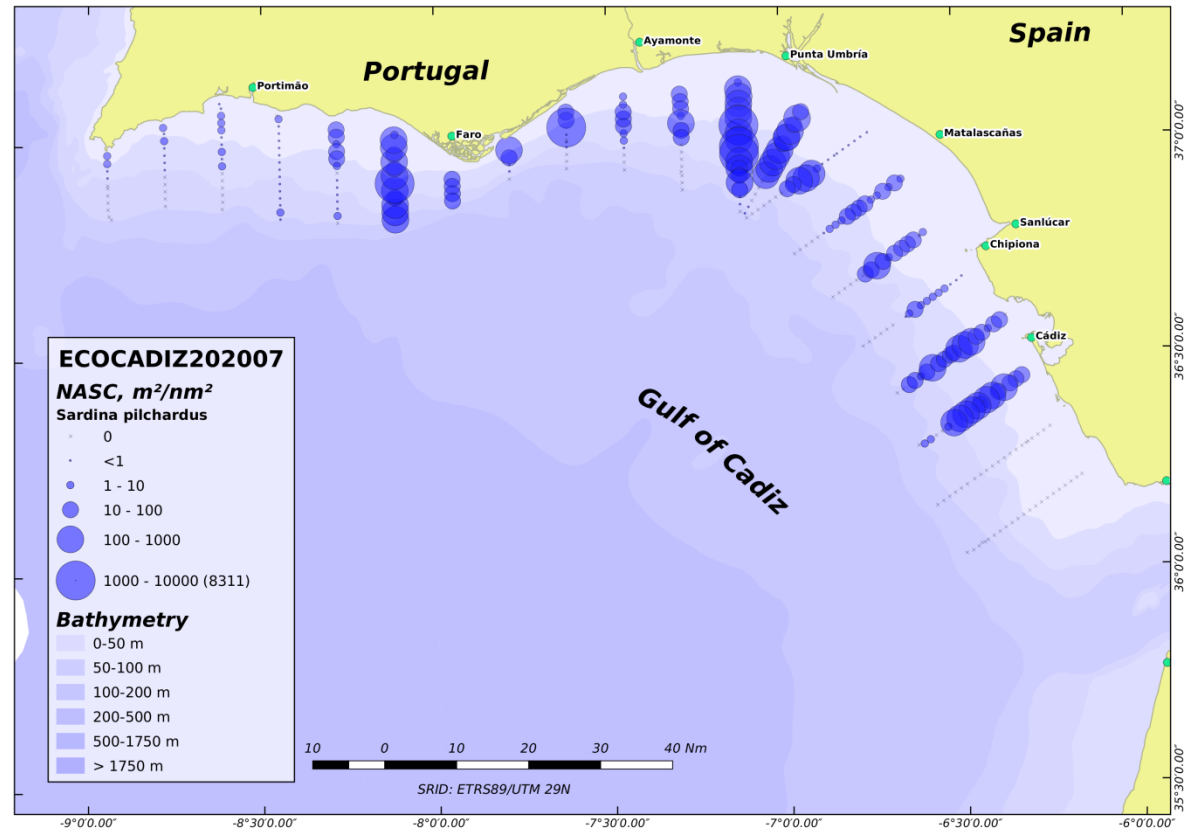 Spain
Portugal
Ayamonte
Punta Umbría
Portimão
Faro
Matalascañas
Sanlúcar
Chipiona
Cádiz
Gulf of Cadiz
37°0'0.00"
36°30'0.00"
36°0'0.00"
35°30'0.00"
ECOCADIZ202007
NASC, m²/nm²
Sardina pilchardus
0
<1
1 - 10
10 - 100
100 - 1000
1000 - 10000 (8311)
Bathymetry
0-50 m
50-100 m
100-200 m
200-500 m
500-1750 m
> 1750 m
10 0 10 20 30 40 Nm
SRID: ETRS89/UTM 29N
-9°0'0.00" -8°30'0.00" -8°0'0.00" -7°30'0.00" -7°0'0.00" -6°30'0.00" -6°0'0.00"